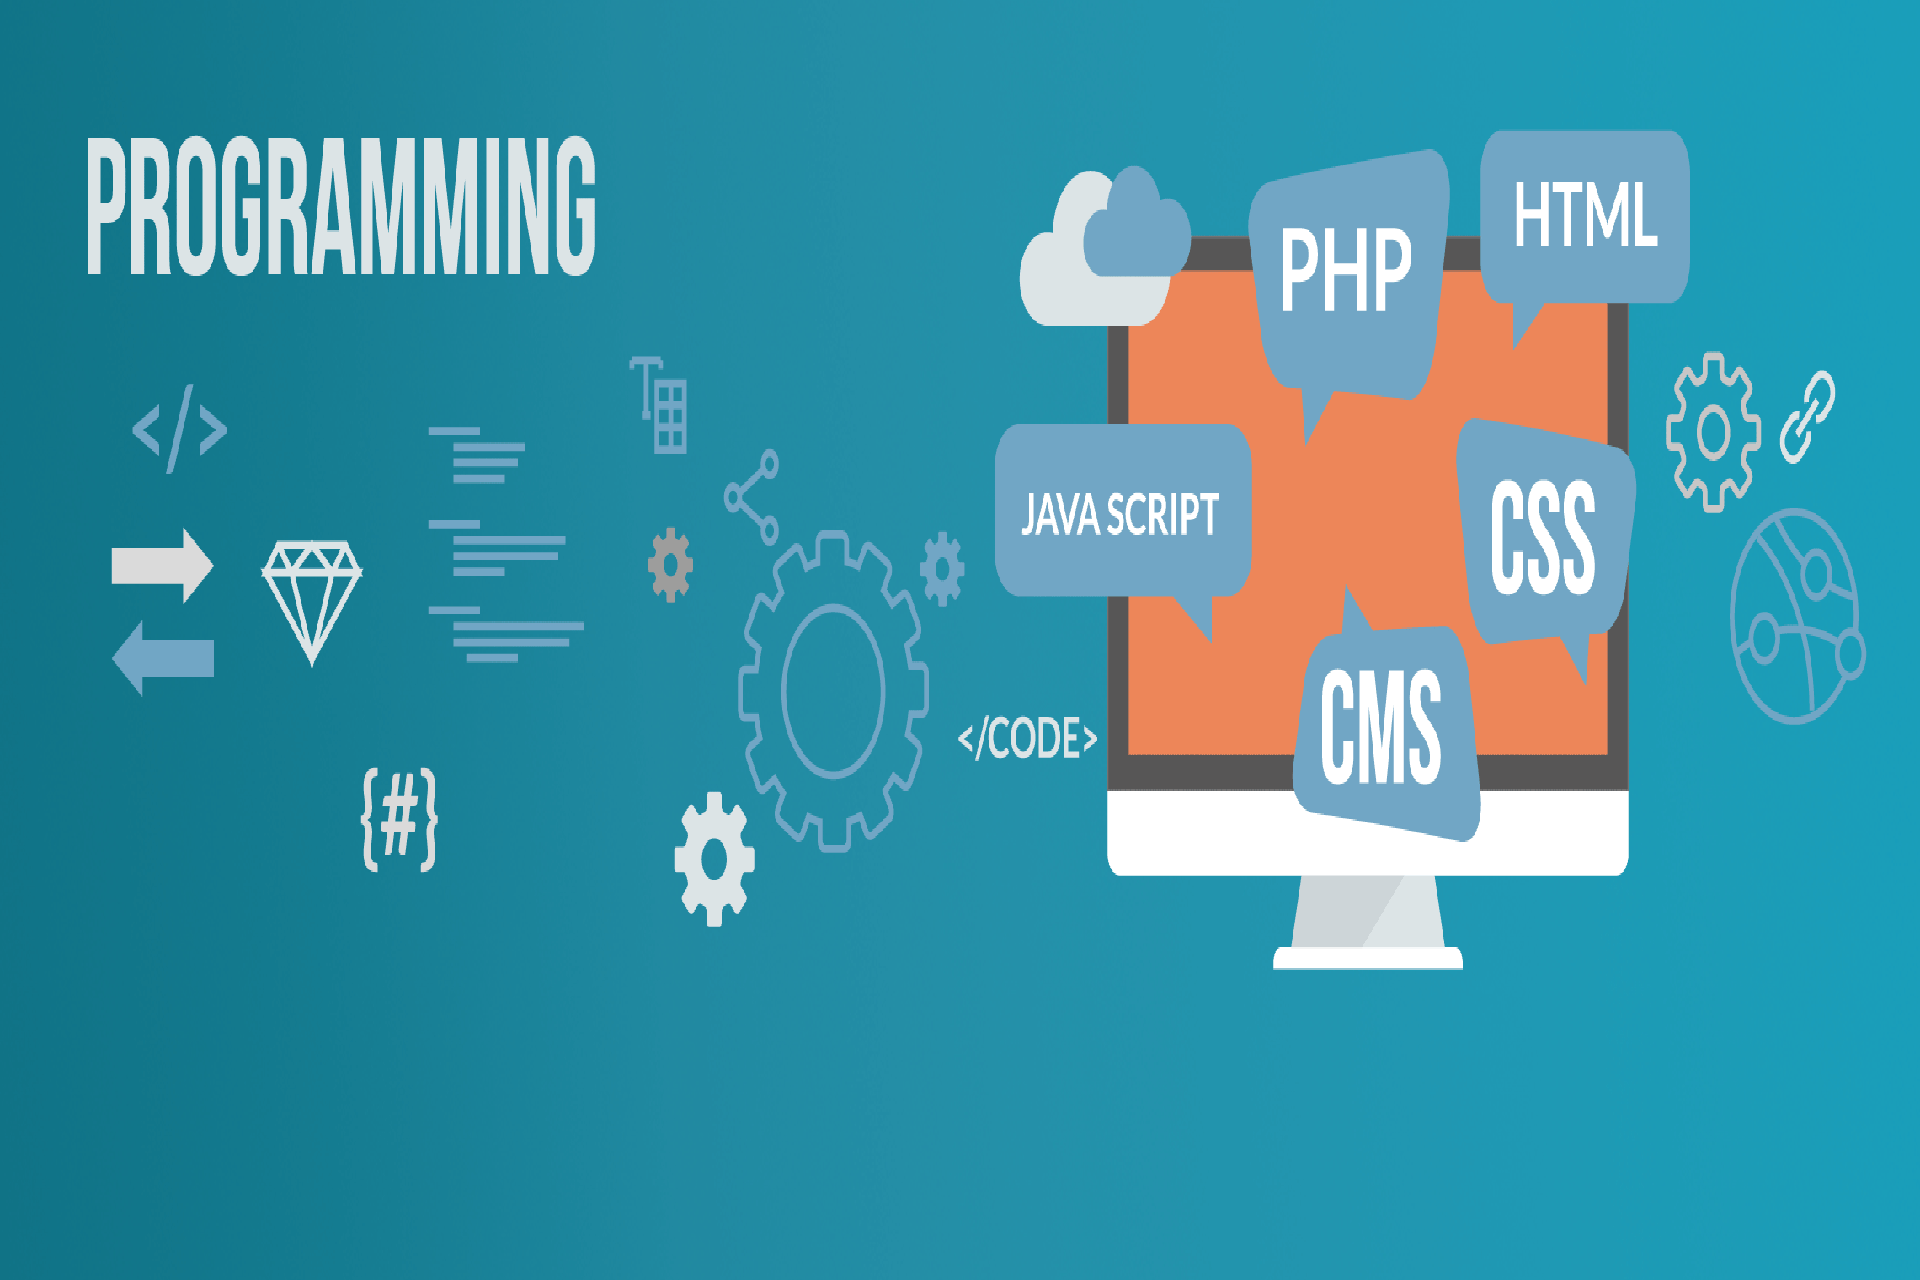 PROGRAMMING
</>
{#}
</CODE>
PHP
HTML
JAVA SCRIPT
CSS
CMS